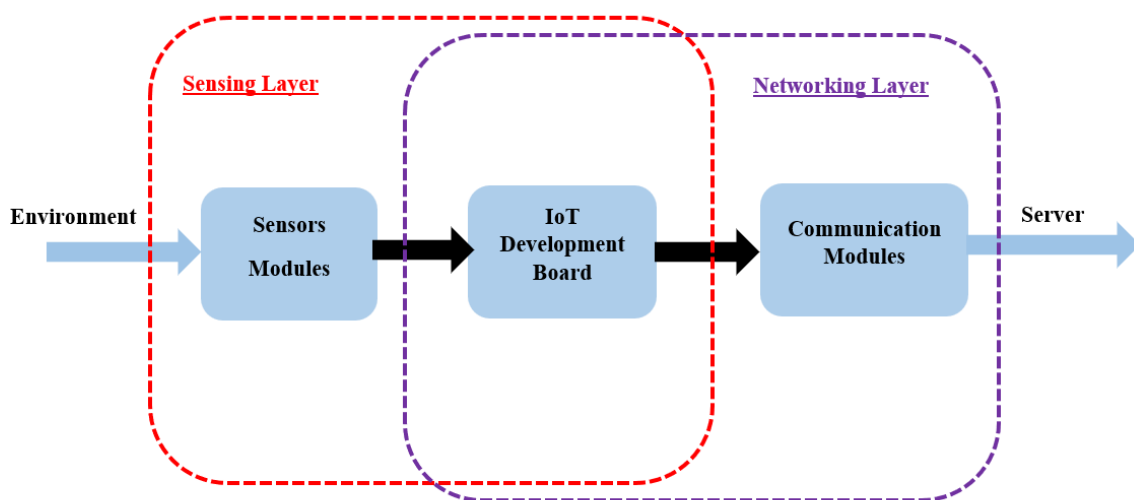 Sensing Layer
Networking Layer
Environment
Sensors
Modules
IoT
Development
Board
Communication
Modules
Server